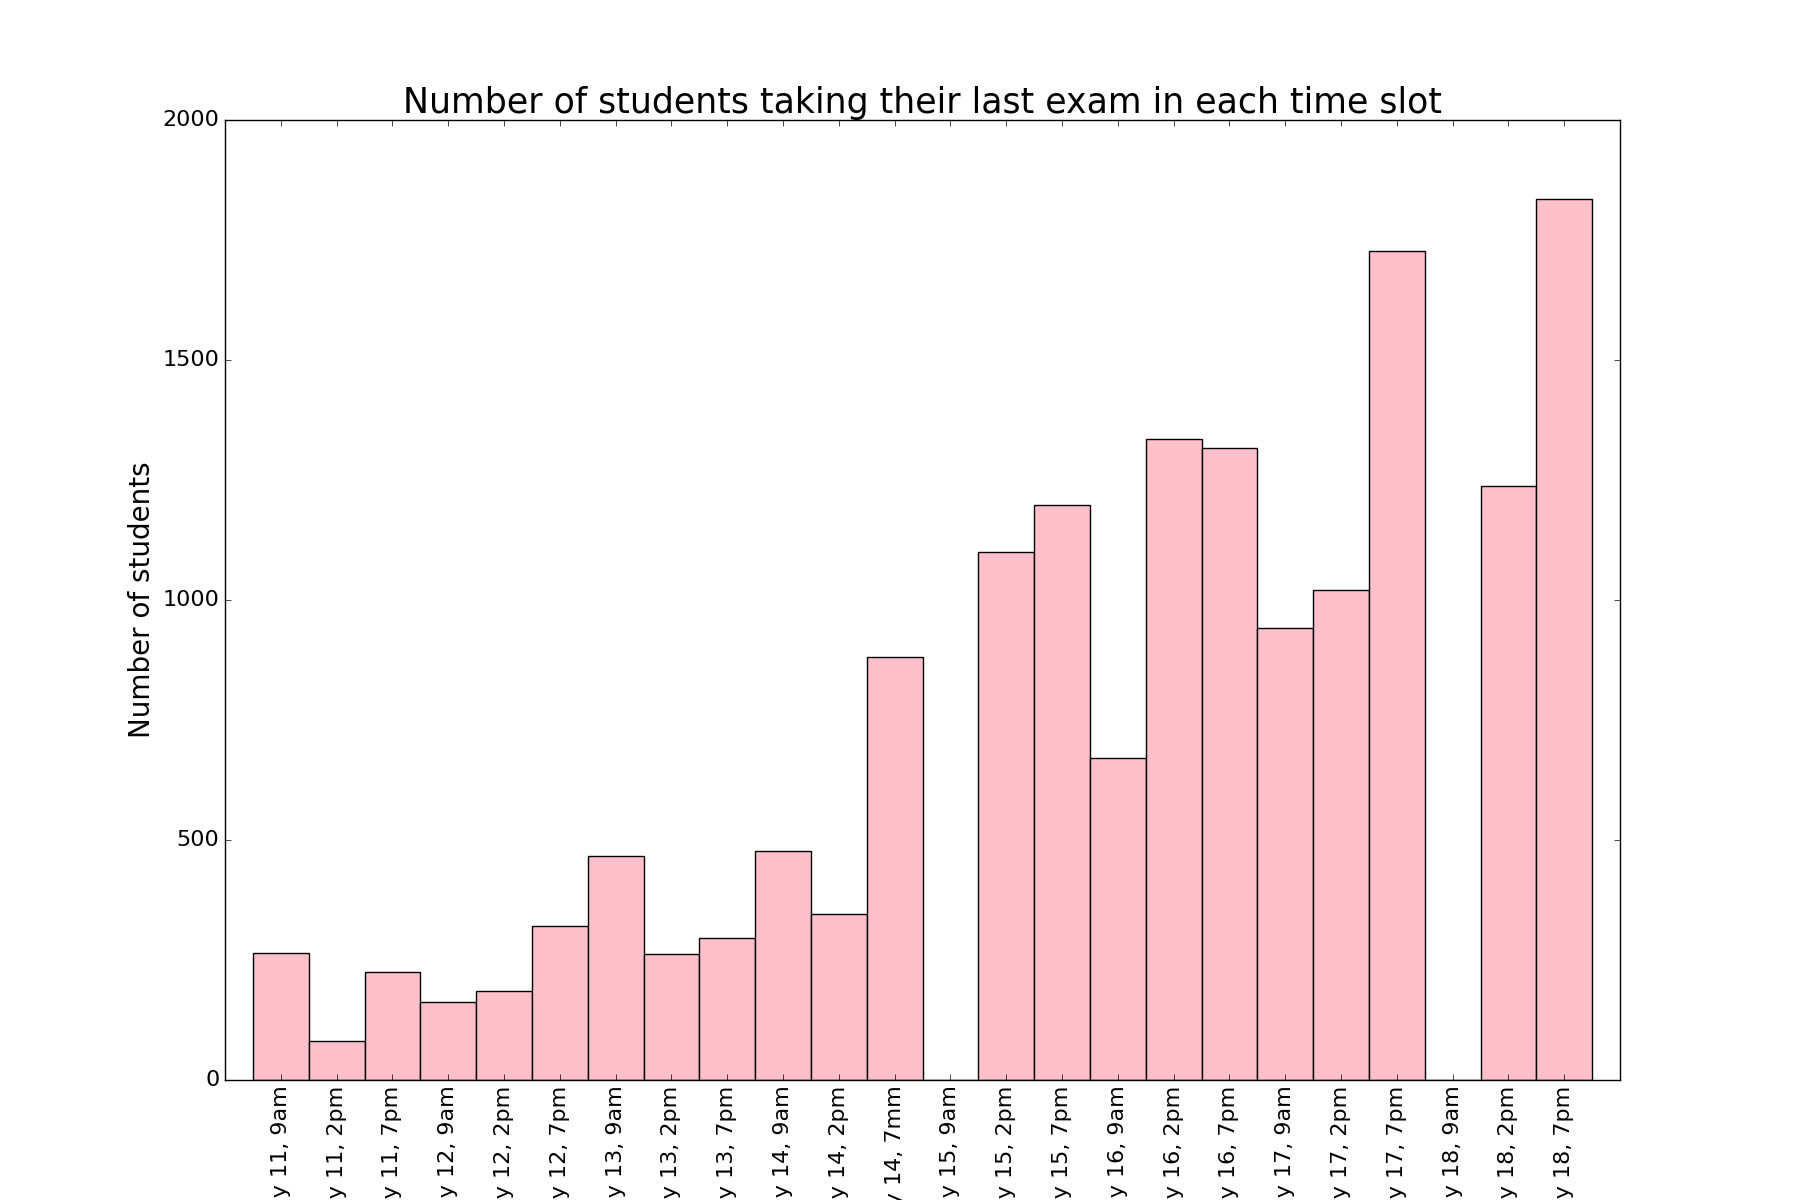 Number of students taking their last exam in each time slot
Number of students
2000
1500
1000
500
0
y 11, 9am
y 11, 2pm
y 11, 7pm
y 12, 9am
y 12, 2pm
y 12, 7pm
y 13, 9am
y 13, 2pm
y 13, 7pm
y 14, 9am
y 14, 2pm
y 14, 7mm
y 15, 9am
y 15, 2pm
y 15, 7pm
y 16, 9am
y 16, 2pm
y 16, 7pm
y 17, 9am
y 17, 2pm
y 17, 7pm
y 18, 9am
y 18, 2pm
y 18, 7pm